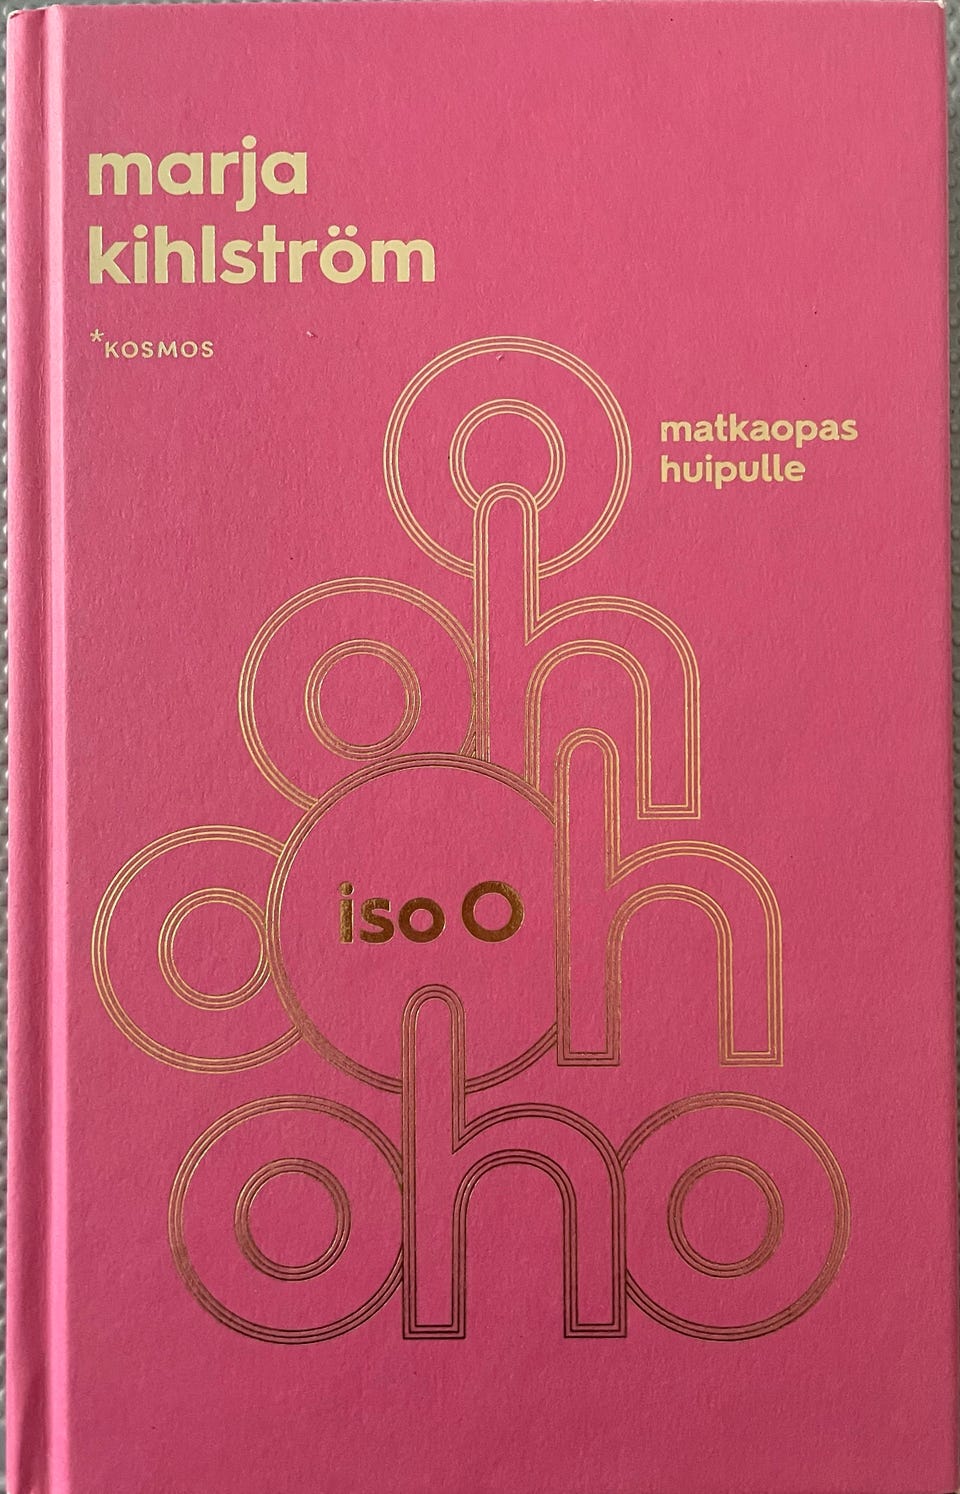 marja
kihlström
*KOSMOS
matkaopas
huipulle
o
oh
iso O
oh
oho